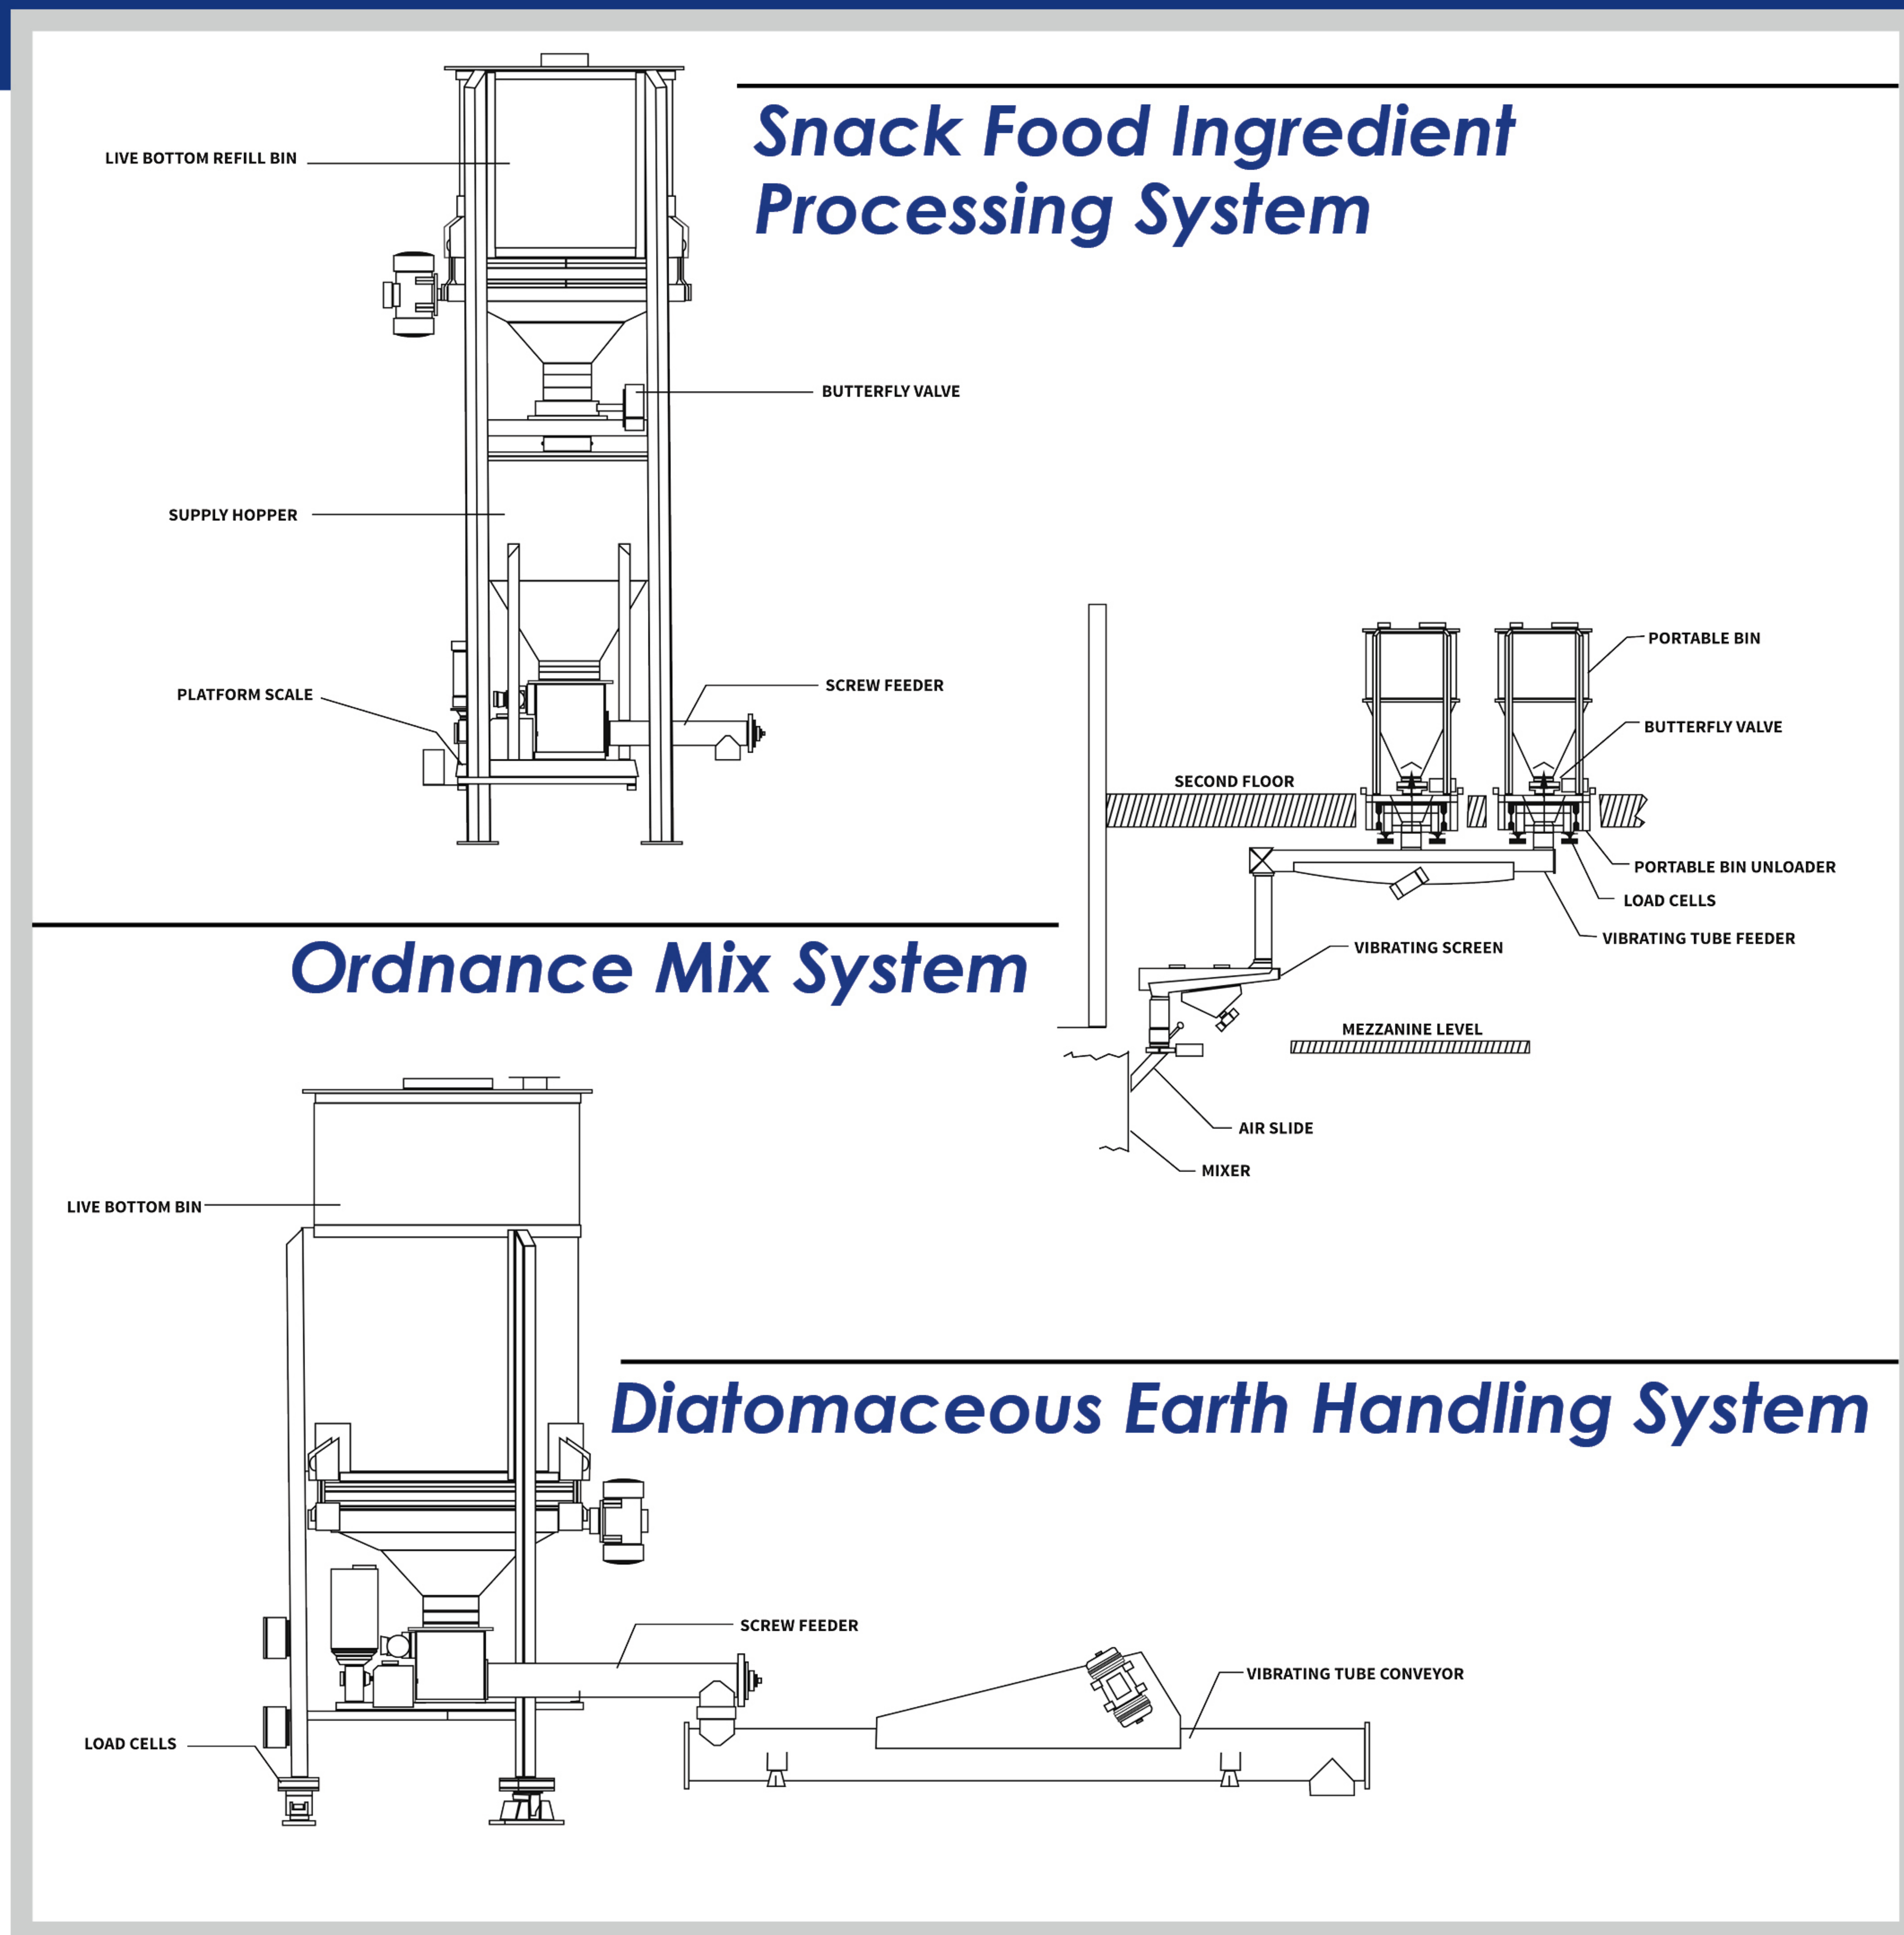 Snack Food Ingredient
Processing System
LIVE BOTTOM REFILL BIN
BUTTERFLY VALVE
SUPPLY HOPPER
PLATFORM SCALE
SCREW FEEDER
PORTABLE BIN
BUTTERFLY VALVE
SECOND FLOOR
PORTABLE BIN UNLOADER
LOAD CELLS
VIBRATING TUBE FEEDER
VIBRATING SCREEN
MEZZANINE LEVEL
AIR SLIDE
MIXER
Ordnance Mix System
LIVE BOTTOM BIN
Diatomaceous Earth Handling System
SCREW FEEDER
VIBRATING TUBE CONVEYOR
LOAD CELLS